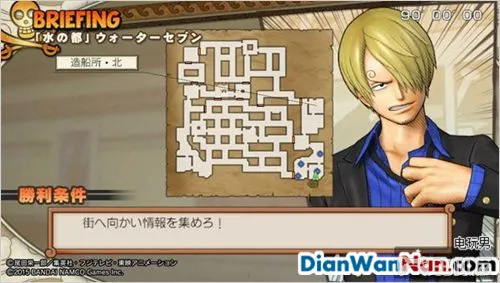 BRIEFING
90:00:00
「水の都」ウォーターセブン
造船所・北
勝利条件
街へ向かい情報を集めろ!
©尾田栄一郎/集英社・フジテレビ・東映アニメーション
©2015 BANDAI NAMCO Games Inc.
电玩男
DianWanNan.com